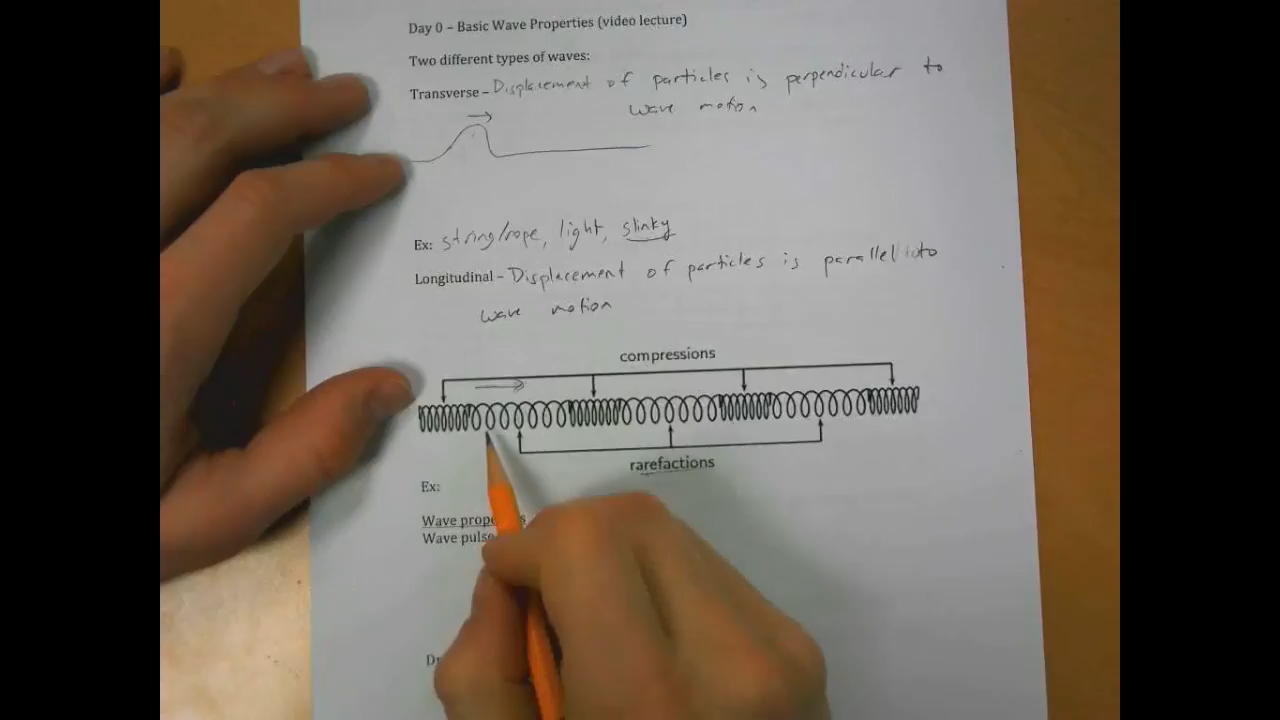 Day 0 – Basic Wave Properties (video lecture)
Two different types of waves:
Transverse – Displacement of particles is perpendicular to
wave motion
Ex: string/rope, light, slinky
Longitudinal – Displacement of particles is parallel to
wave motion
compressions
rarefactions
Ex:
Wave
Wave